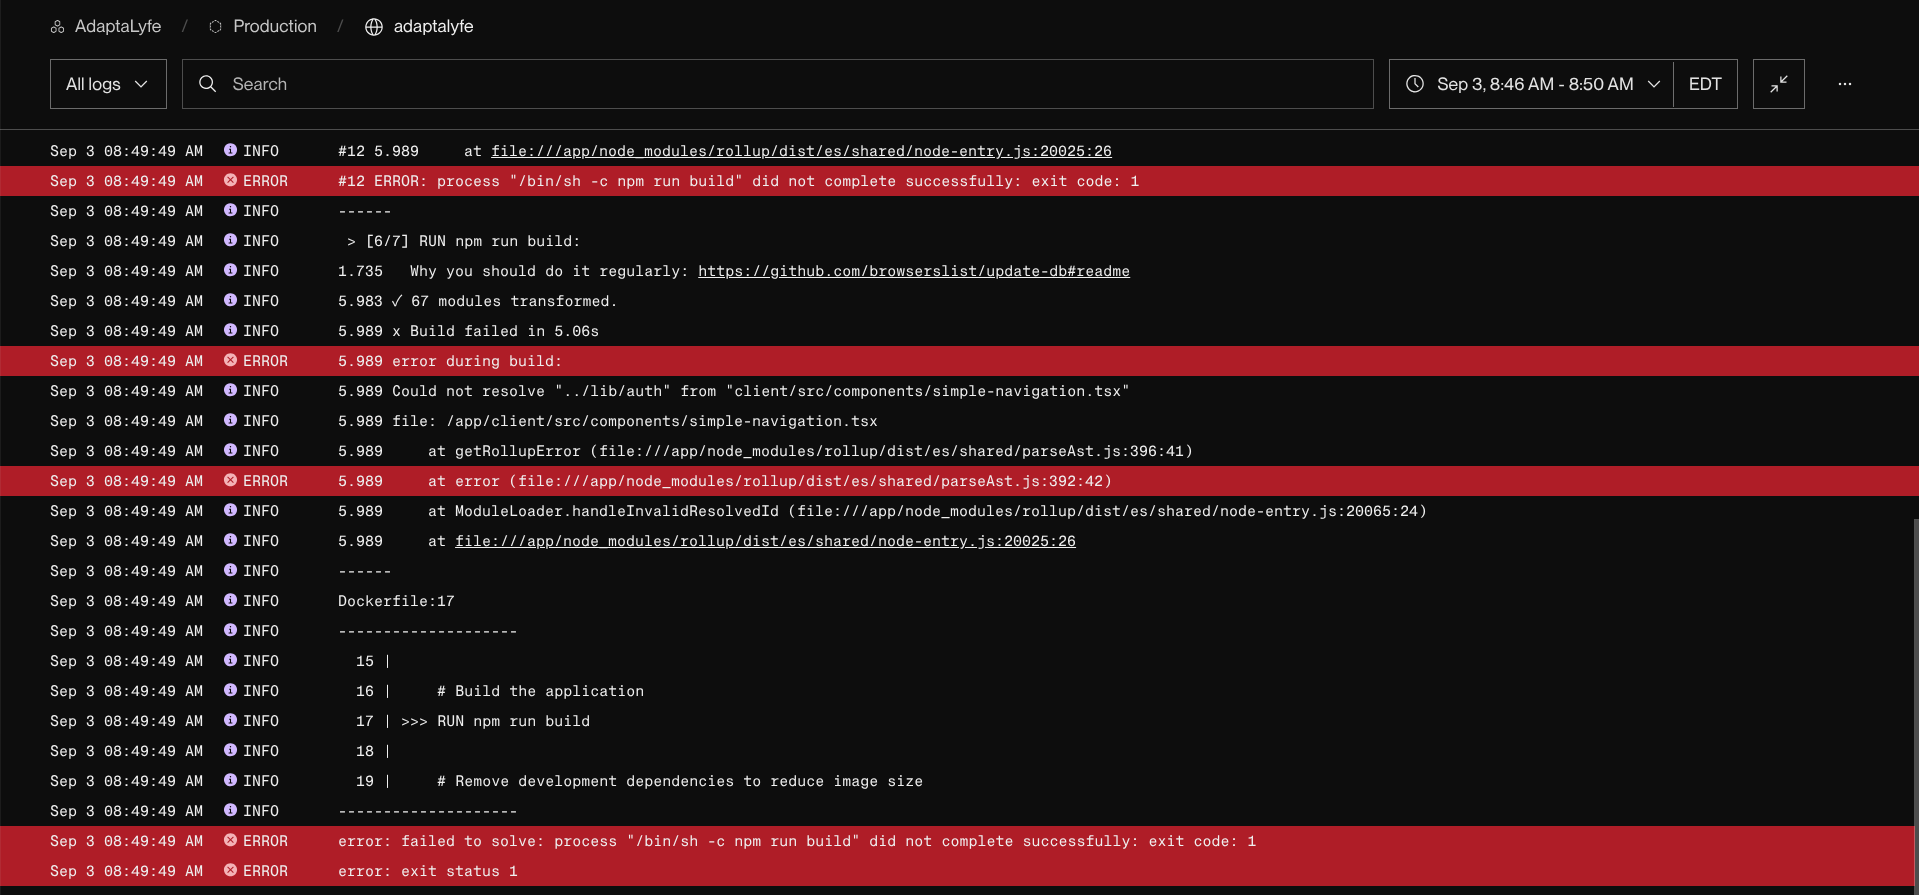 AdaptaLyfe / Production / adaptalyfe
All logs Search Sep 3, 8:46 AM - 8:50 AM EDT ...
Sep 3 08:49:49 AM INFO #12 5.989     at file:///app/node_modules/rollup/dist/es/shared/node-entry.js:20025:26
Sep 3 08:49:49 AM ERROR #12 ERROR: process "/bin/sh -c npm run build" did not complete successfully: exit code: 1
Sep 3 08:49:49 AM INFO ------
Sep 3 08:49:49 AM INFO  > [6/7] RUN npm run build:
Sep 3 08:49:49 AM INFO 1.735   Why you should do it regularly: https://github.com/browserslist/update-db#readme
Sep 3 08:49:49 AM INFO 5.983 ✓ 67 modules transformed.
Sep 3 08:49:49 AM INFO 5.989 x Build failed in 5.06s
Sep 3 08:49:49 AM ERROR 5.989 error during build:
Sep 3 08:49:49 AM INFO 5.989 Could not resolve "../lib/auth" from "client/src/components/simple-navigation.tsx"
Sep 3 08:49:49 AM INFO 5.989 file: /app/client/src/components/simple-navigation.tsx
Sep 3 08:49:49 AM INFO 5.989     at getRollupError (file:///app/node_modules/rollup/dist/es/shared/parseAst.js:396:41)
Sep 3 08:49:49 AM ERROR 5.989     at error (file:///app/node_modules/rollup/dist/es/shared/parseAst.js:392:42)
Sep 3 08:49:49 AM INFO 5.989     at ModuleLoader.handleInvalidResolvedId (file:///app/node_modules/rollup/dist/es/shared/node-entry.js:20065:24)
Sep 3 08:49:49 AM INFO 5.989     at file:///app/node_modules/rollup/dist/es/shared/node-entry.js:20025:26
Sep 3 08:49:49 AM INFO ------
Sep 3 08:49:49 AM INFO Dockerfile:17
Sep 3 08:49:49 AM INFO --------------------
Sep 3 08:49:49 AM INFO   15 |
Sep 3 08:49:49 AM INFO   16 |     # Build the application
Sep 3 08:49:49 AM INFO   17 | >>> RUN npm run build
Sep 3 08:49:49 AM INFO   18 |
Sep 3 08:49:49 AM INFO   19 |     # Remove development dependencies to reduce image size
Sep 3 08:49:49 AM INFO --------------------
Sep 3 08:49:49 AM ERROR error: failed to solve: process "/bin/sh -c npm run build" did not complete successfully: exit code: 1
Sep 3 08:49:49 AM ERROR error: exit status 1